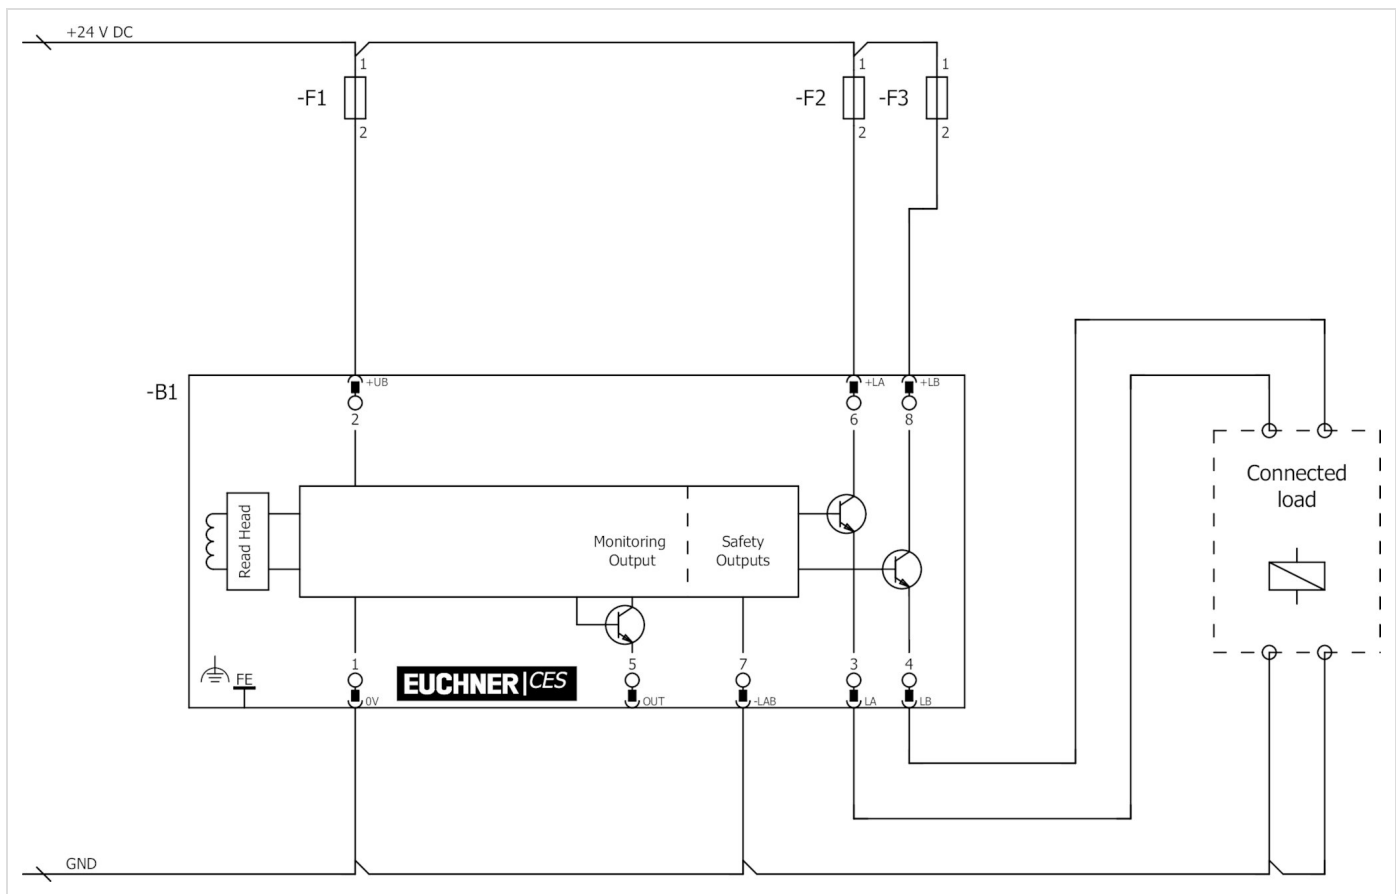 +24 V DC
1
1
1
-F1
-F2
-F3
2
2
2
-B1
+UB
+LA
+LB
2
6
8
Connected
load
Read Head
Monitoring
Output
Safety
Outputs
1
5
7
3
4
FE
EUCHNER|CES
0V
OUT
-LAB
LA
LB
GND